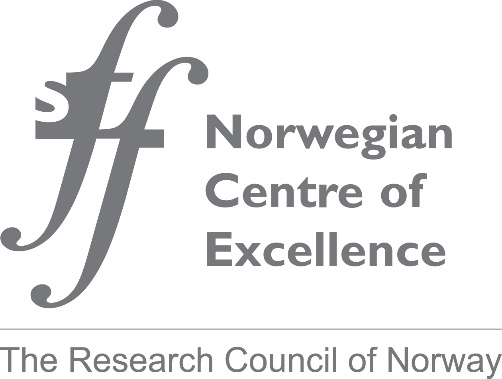 sff
Norwegian
Centre of
Excellence
The Research Council of Norway